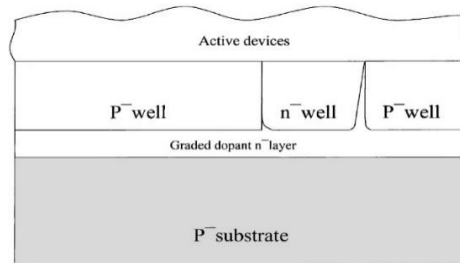 Active devices
P⁻well n⁻well P⁻well
Graded dopant n⁻layer
P⁻substrate